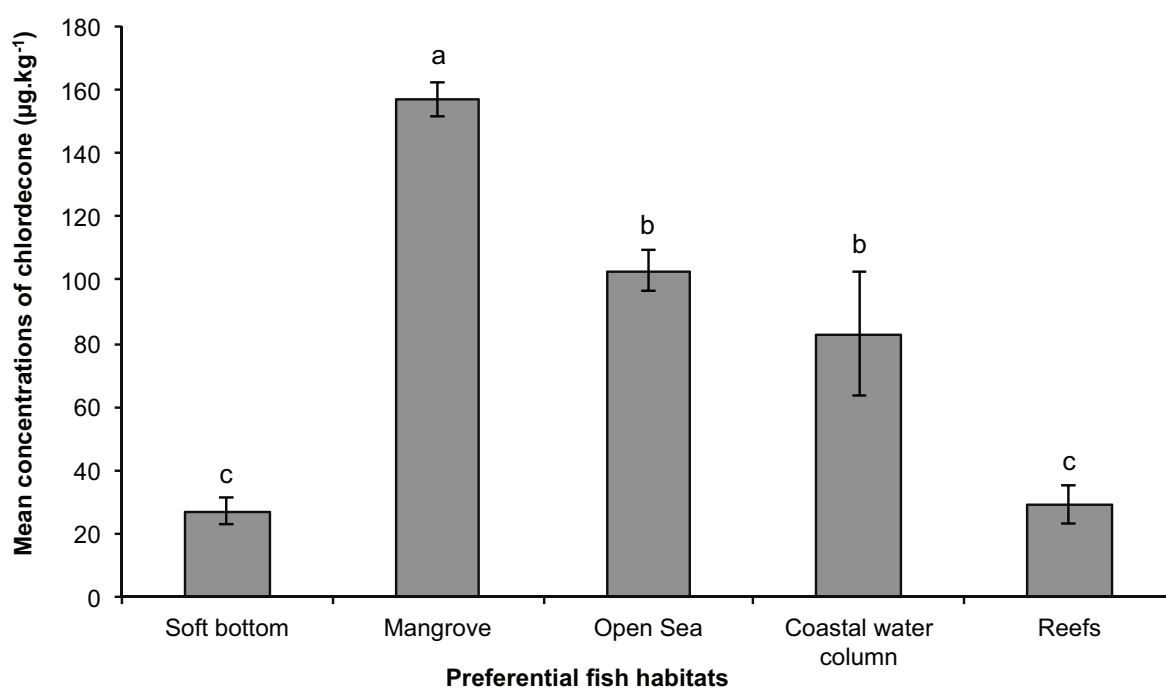 Mean concentrations of chlordecone (µg.kg⁻¹)
180
160
140
120
100
80
60
40
20
0
c
a
b
b
c
Soft bottom
Mangrove
Open Sea
Coastal water
column
Reefs
Preferential fish habitats